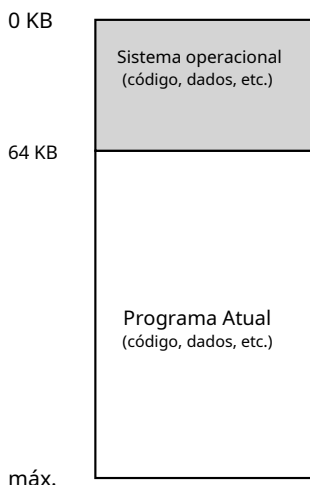 0 KB
Sistema operacional
(código, dados, etc.)
64 KB
Programa Atual
(código, dados, etc.)
máx.